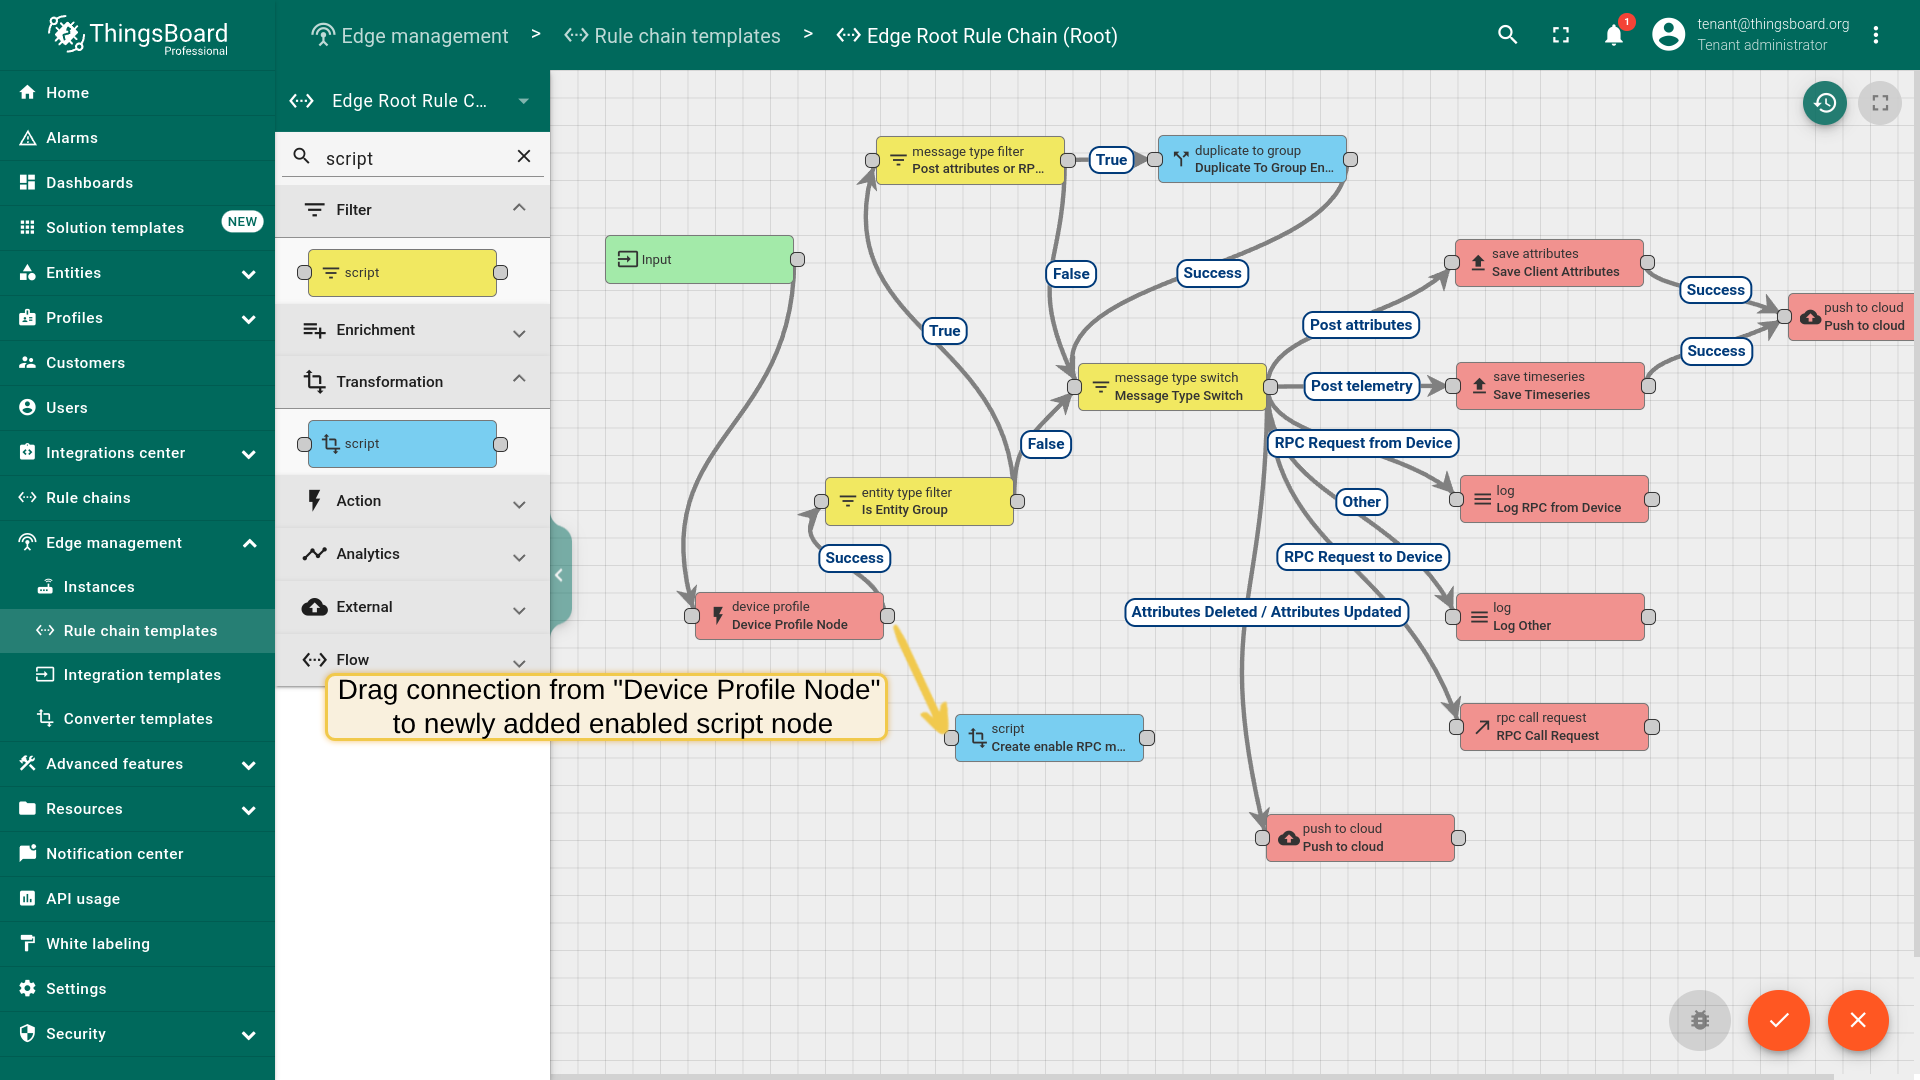 ThingsBoard
Professional
Edge management > Rule chain templates > Edge Root Rule Chain (Root)
1
tenant@thingsboard.org
Tenant administrator
Home
Alarms
Dashboards
Solution templates
NEW
Entities
Profiles
Customers
Users
Integrations center
Rule chains
Edge management
Instances
Rule chain templates
Integration templates
Converter templates
Advanced features
Resources
Notification center
API usage
White labeling
Settings
Security
Edge Root Rule C...
script
Filter
script
Enrichment
Transformation
script
Action
Analytics
External
Flow
Drag connection from "Device Profile Node"
to newly added enabled script node
Input
message type filter
Post attributes or RP...
True
duplicate to group
Duplicate To Group En...
False
Success
True
save attributes
Save Client Attributes
Success
push to cloud
Push to cloud
Post attributes
Success
message type switch
Message Type Switch
Post telemetry
save timeseries
Save Timeseries
False
RPC Request from Device
entity type filter
Is Entity Group
log
Log RPC from Device
Other
Success
RPC Request to Device
device profile
Device Profile Node
Attributes Deleted / Attributes Updated
log
Log Other
script
Create enable RPC m...
rpc call request
RPC Call Request
push to cloud
Push to cloud